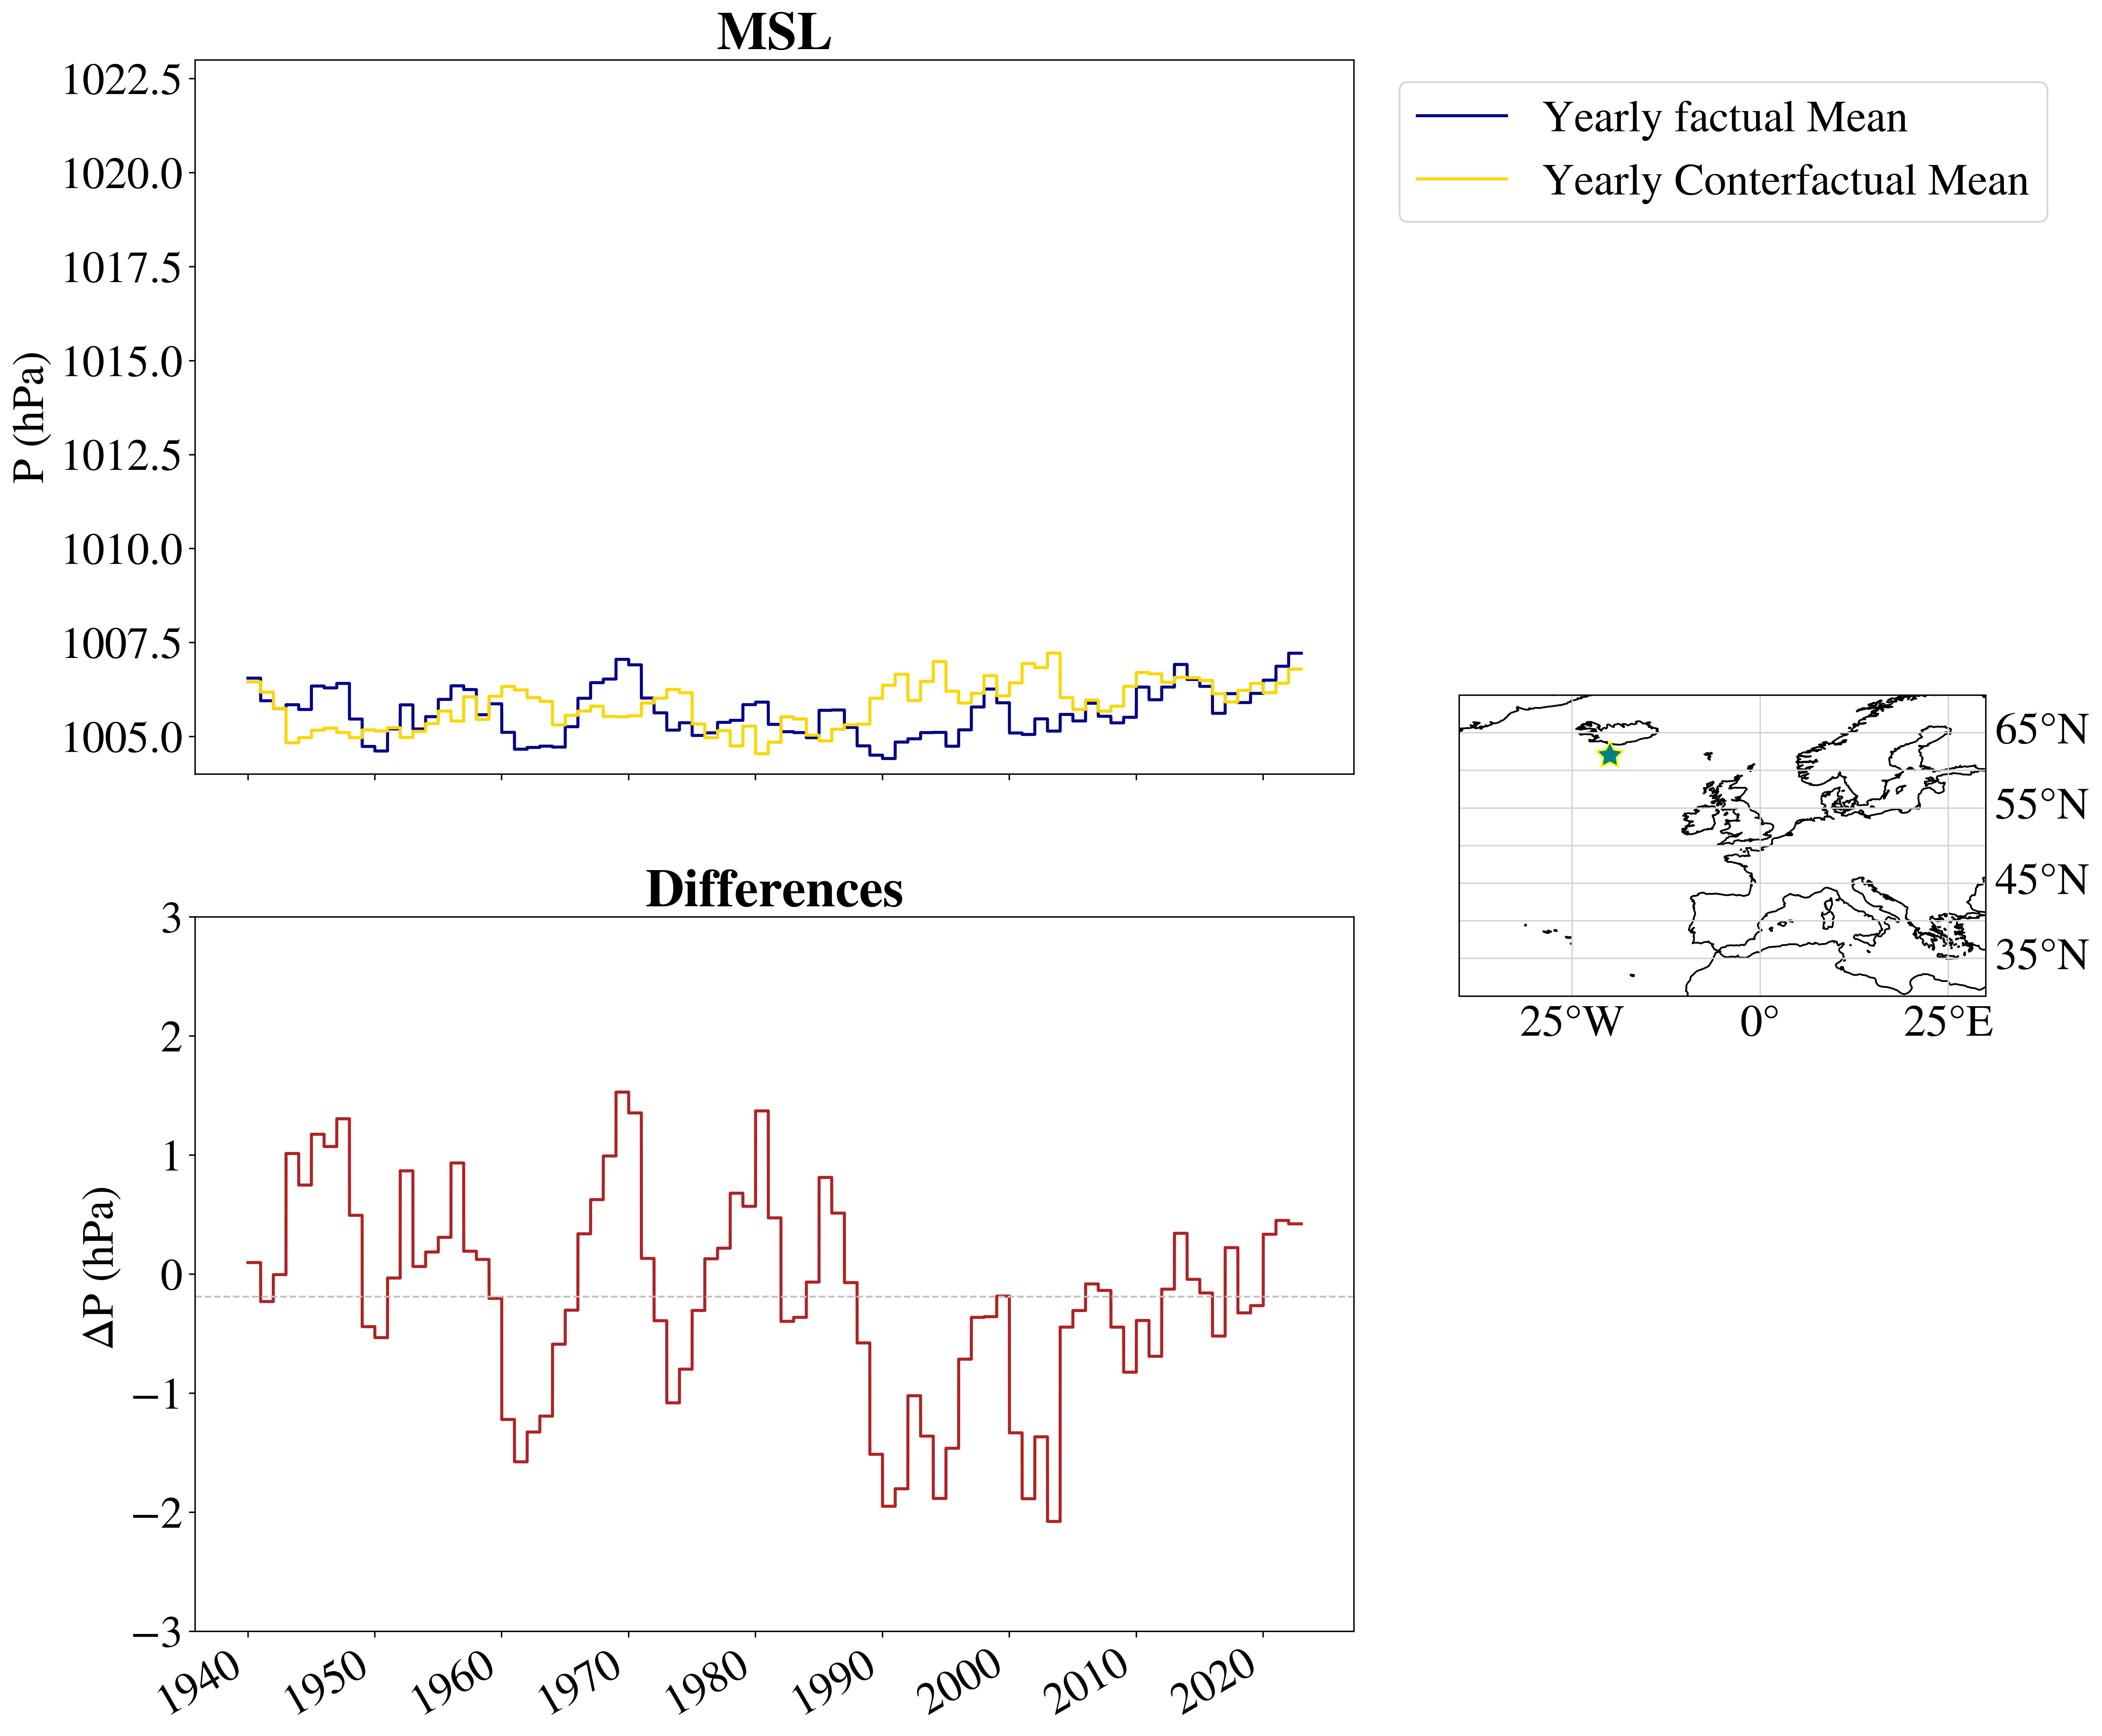 MSL
1022.5
1020.0
1017.5
1015.0
1012.5
1010.0
1007.5
1005.0
P (hPa)
Yearly factual Mean
Yearly Conterfactual Mean
65°N
55°N
45°N
35°N
25°W 0° 25°E
Differences
3
2
1
0
−1
−2
−3
ΔP (hPa)
1940 1950 1960 1970 1980 1990 2000 2010 2020